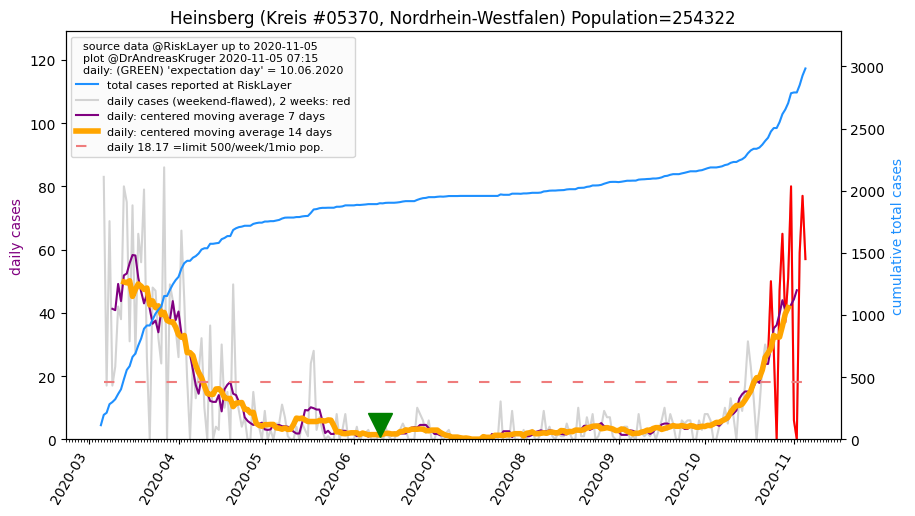 Heinsberg (Kreis #05370, Nordrhein-Westfalen) Population=254322
source data @RiskLayer up to 2020-11-05
plot @DrAndreasKruger 2020-11-05 07:15
daily: (GREEN) 'expectation day' = 10.06.2020
total cases reported at RiskLayer
daily cases (weekend-flawed), 2 weeks: red
daily: centered moving average 7 days
daily: centered moving average 14 days
daily 18.17 =limit 500/week/1mio pop.
daily cases
120
100
80
60
40
20
0
cumulative total cases
3000
2500
2000
1500
1000
500
0
2020-03
2020-04
2020-05
2020-06
2020-07
2020-08
2020-09
2020-10
2020-11